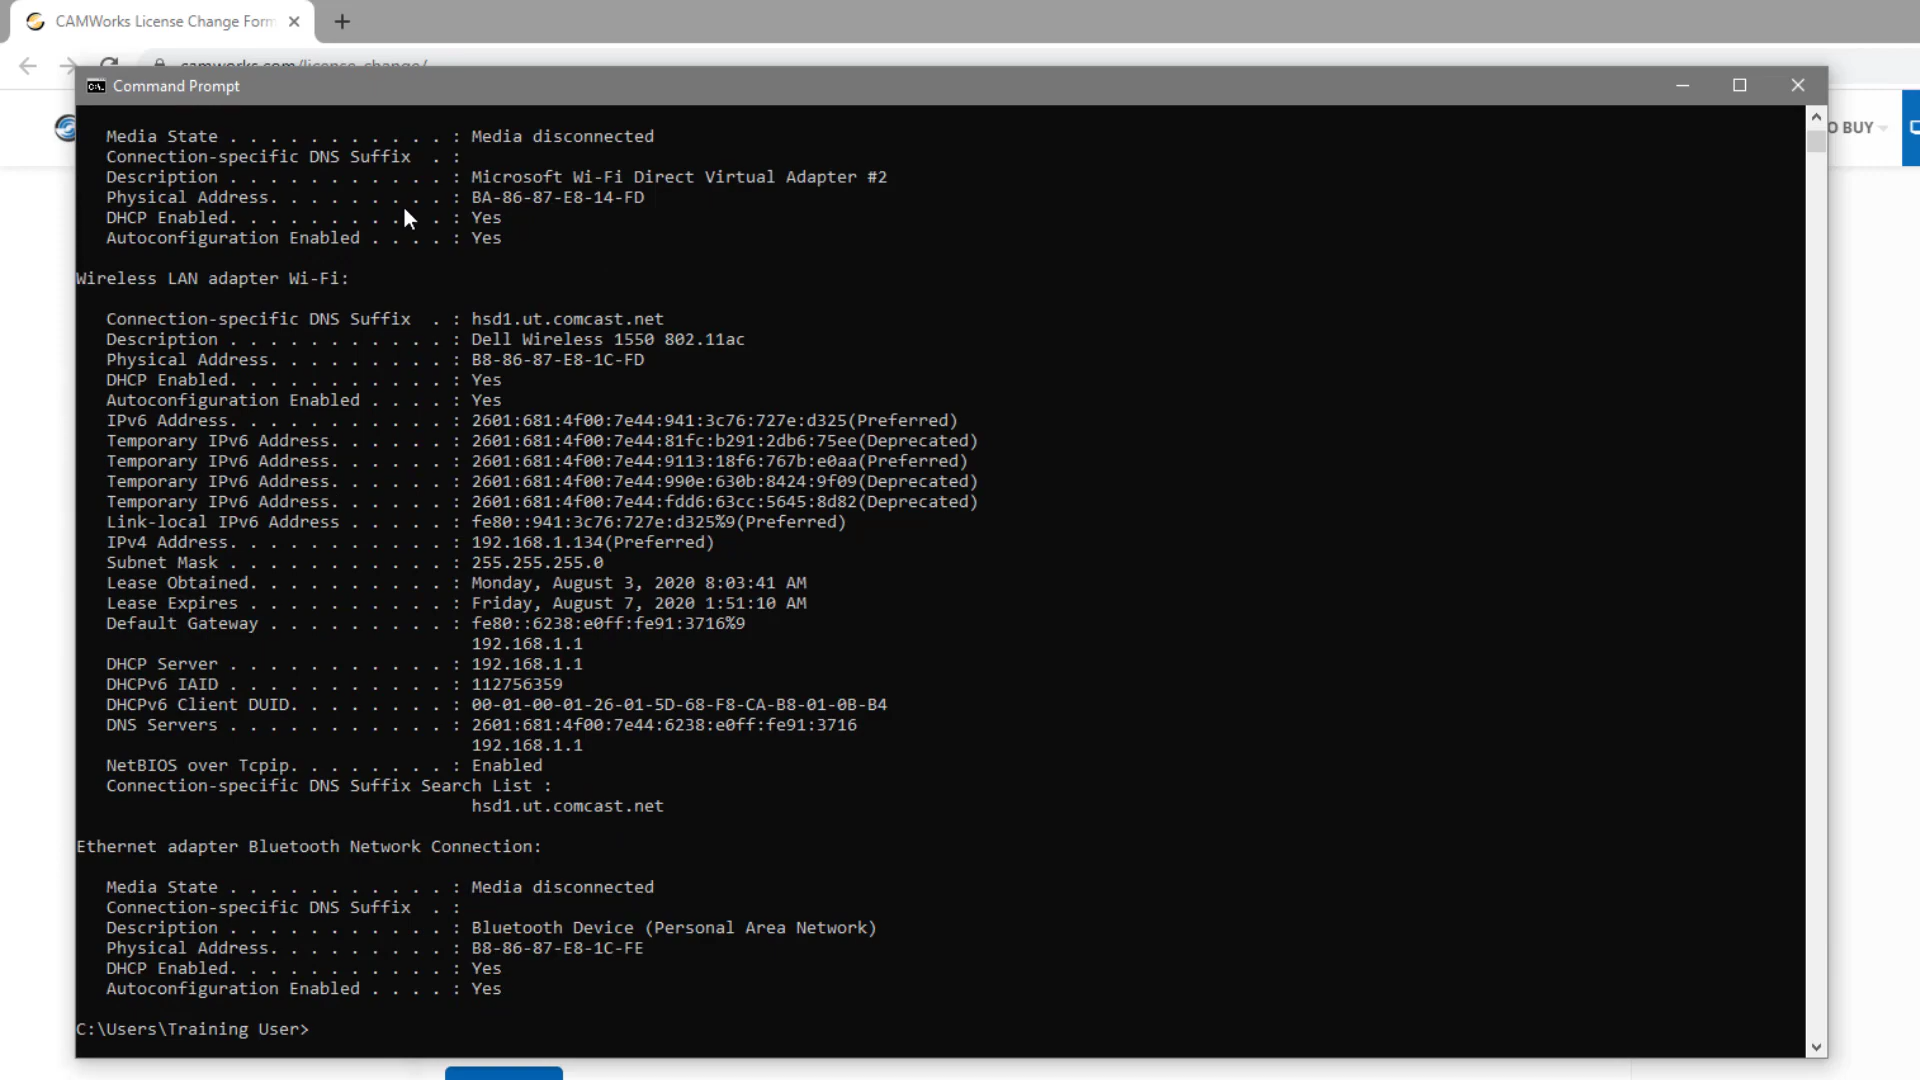 CAMWorks License Change Form
camworks.com/license_change/
Command Prompt
O BUY
Media State . . . . . . . . . . . : Media disconnected
Connection-specific DNS Suffix . :
Description . . . . . . . . . . . : Microsoft Wi-Fi Direct Virtual Adapter #2
Physical Address. . . . . . . . . : BA-86-87-E8-14-FD
DHCP Enabled. . . . . . . . . . . : Yes
Autoconfiguration Enabled . . . . : Yes
Wireless LAN adapter Wi-Fi:
Connection-specific DNS Suffix . : hsd1.ut.comcast.net
Description . . . . . . . . . . . : Dell Wireless 1550 802.11ac
Physical Address. . . . . . . . . : B8-86-87-E8-1C-FD
DHCP Enabled. . . . . . . . . . . : Yes
Autoconfiguration Enabled . . . . : Yes
IPv6 Address. . . . . . . . . . . : 2601:681:4f00:7e44:941:3c76:727e:d325(Preferred)
Temporary IPv6 Address. . . . . . : 2601:681:4f00:7e44:81fc:b291:2db6:75ee(Deprecated)
Temporary IPv6 Address. . . . . . : 2601:681:4f00:7e44:9113:18f6:767b:e0aa(Preferred)
Temporary IPv6 Address. . . . . . : 2601:681:4f00:7e44:990e:630b:8424:9f09(Deprecated)
Temporary IPv6 Address. . . . . . : 2601:681:4f00:7e44:fdd6:63cc:5645:8d82(Deprecated)
Link-local IPv6 Address . . . . . : fe80::941:3c76:727e:d325%9(Preferred)
IPv4 Address. . . . . . . . . . . : 192.168.1.134(Preferred)
Subnet Mask . . . . . . . . . . . : 255.255.255.0
Lease Obtained. . . . . . . . . . : Monday, August 3, 2020 8:03:41 AM
Lease Expires . . . . . . . . . . : Friday, August 7, 2020 1:51:10 AM
Default Gateway . . . . . . . . . : fe80::6238:e0ff:fe91:3716%9
192.168.1.1
DHCP Server . . . . . . . . . . . : 192.168.1.1
DHCPv6 IAID . . . . . . . . . . . : 112756359
DHCPv6 Client DUID. . . . . . . . : 00-01-00-01-26-01-5D-68-F8-CA-B8-01-0B-B4
DNS Servers . . . . . . . . . . . : 2601:681:4f00:7e44:6238:e0ff:fe91:3716
192.168.1.1
NetBIOS over Tcpip. . . . . . . . : Enabled
Connection-specific DNS Suffix Search List :
hsd1.ut.comcast.net
Ethernet adapter Bluetooth Network Connection:
Media State . . . . . . . . . . . : Media disconnected
Connection-specific DNS Suffix . :
Description . . . . . . . . . . . : Bluetooth Device (Personal Area Network)
Physical Address. . . . . . . . . : B8-86-87-E8-1C-FE
DHCP Enabled. . . . . . . . . . . : Yes
Autoconfiguration Enabled . . . . : Yes
C:\Users\Training User>